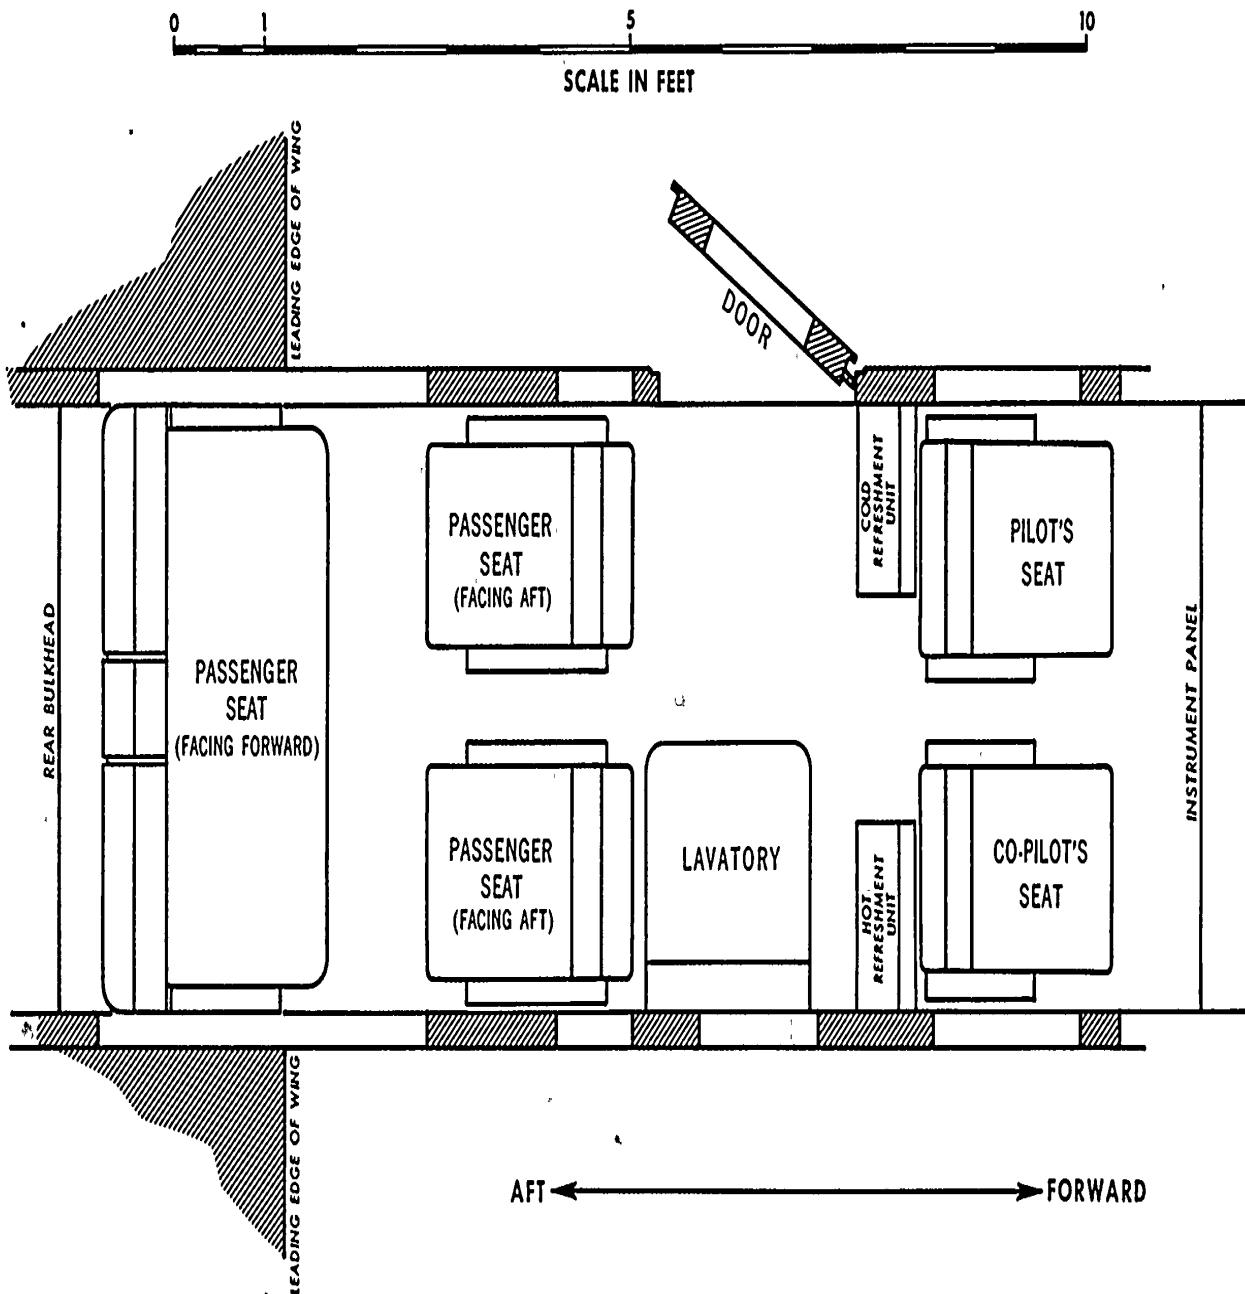 0 1 5 10
SCALE IN FEET
LEADING EDGE OF WING
DOOR
COLD
REFRESHMENT
UNIT
PASSENGER
SEAT
(FACING AFT)
PILOT'S
SEAT
REAR BULKHEAD
PASSENGER
SEAT
(FACING FORWARD)
INSTRUMENT PANEL
PASSENGER
SEAT
(FACING AFT)
LAVATORY
HOT
REFRESHMENT
UNIT
CO-PILOT'S
SEAT
LEADING EDGE OF WING
AFT FORWARD